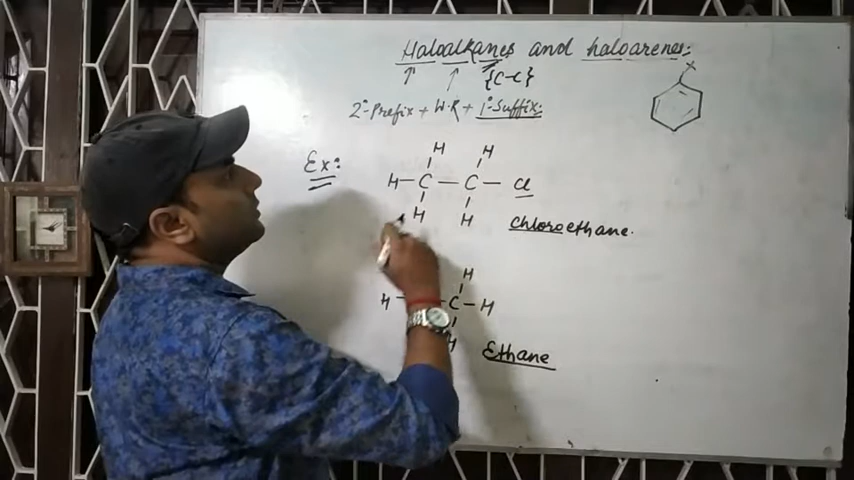 Haloalkanes and haloarenes:
{C-C}
X
2°-Prefix + W.R + 1°-Suffix:
Ex:
H H
H-C-C-Cl
H H
Chloroethane.
H
H C-H
H
Ethane